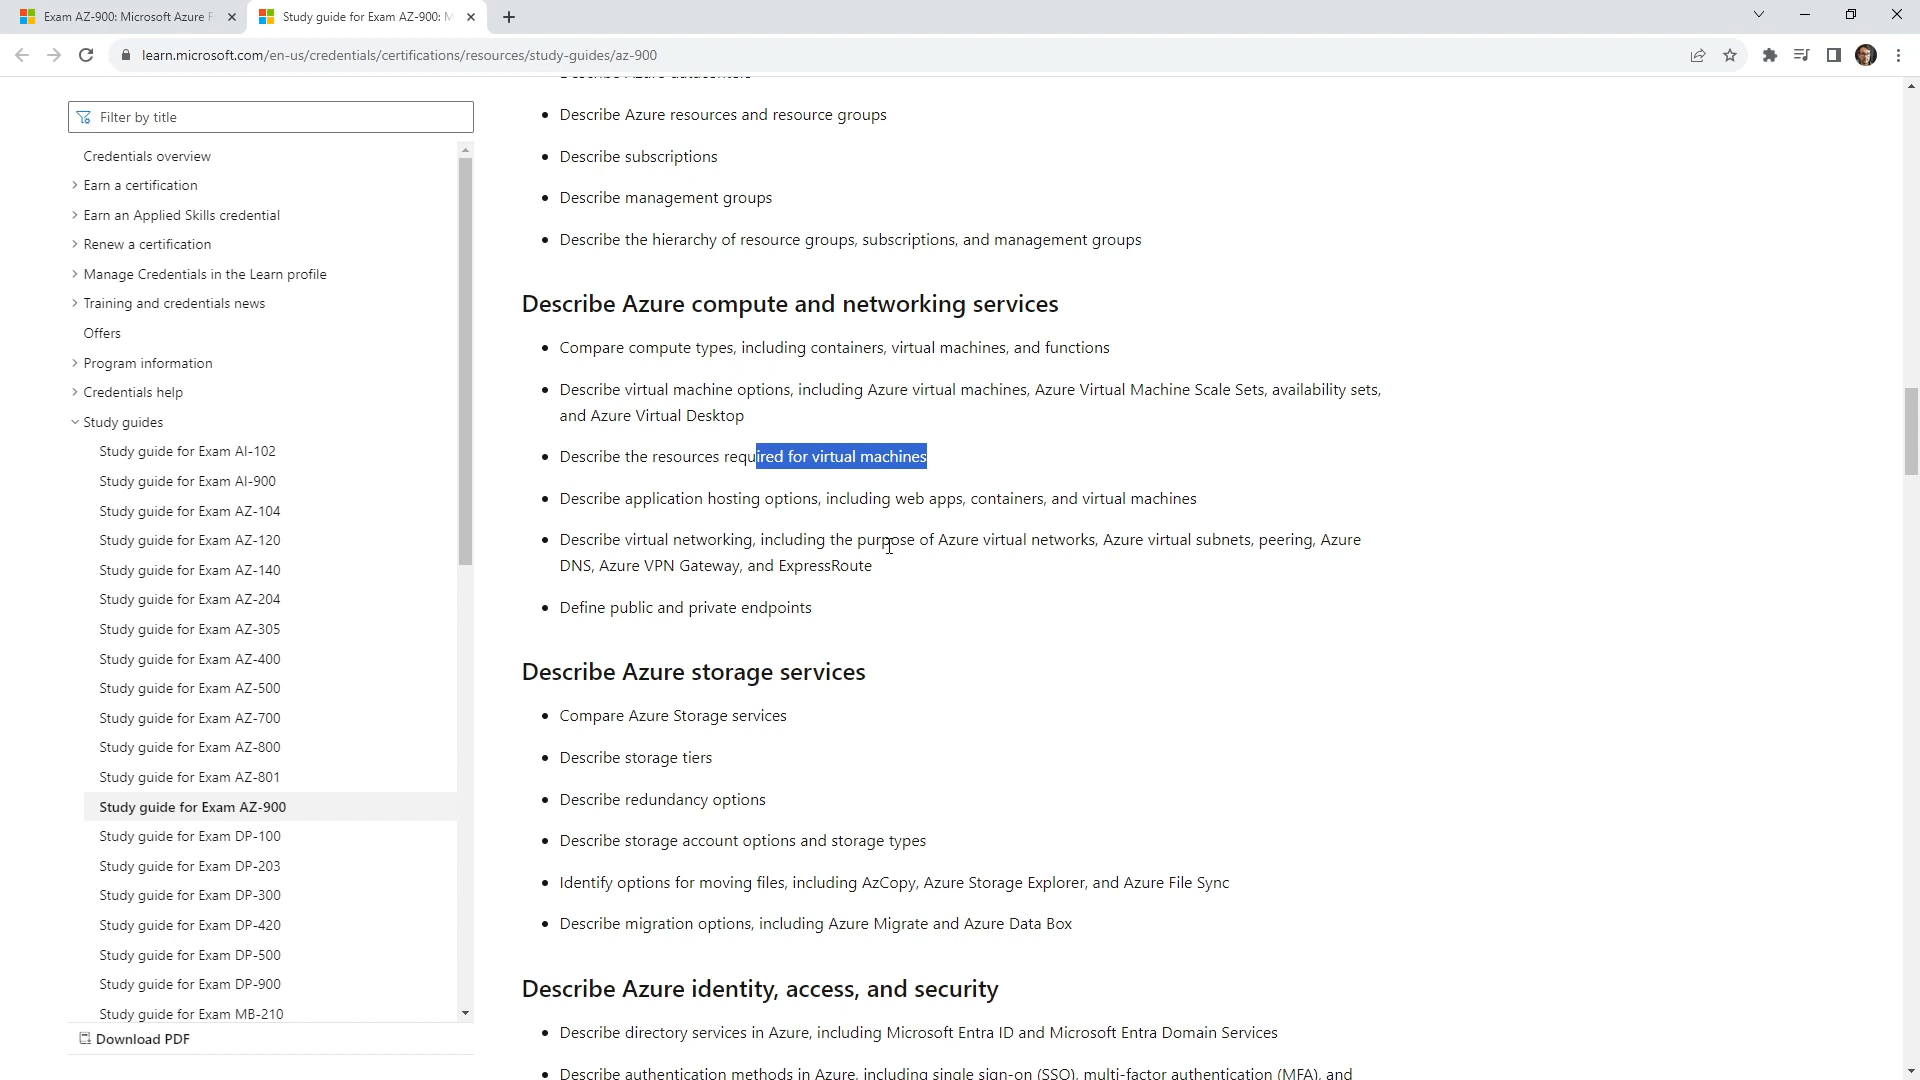 Exam AZ-900: Microsoft Azure F
Study guide for Exam AZ-900: M
learn.microsoft.com/en-us/credentials/certifications/resources/study-guides/az-900
Filter by title
Credentials overview
Earn a certification
Earn an Applied Skills credential
Renew a certification
Manage Credentials in the Learn profile
Training and credentials news
Offers
Program information
Credentials help
Study guides
Study guide for Exam AI-102
Study guide for Exam AI-900
Study guide for Exam AZ-104
Study guide for Exam AZ-120
Study guide for Exam AZ-140
Study guide for Exam AZ-204
Study guide for Exam AZ-305
Study guide for Exam AZ-400
Study guide for Exam AZ-500
Study guide for Exam AZ-700
Study guide for Exam AZ-800
Study guide for Exam AZ-801
Study guide for Exam AZ-900
Study guide for Exam DP-100
Study guide for Exam DP-203
Study guide for Exam DP-300
Study guide for Exam DP-420
Study guide for Exam DP-500
Study guide for Exam DP-900
Study guide for Exam MB-210
Download PDF
Describe Azure datacenters
Describe Azure resources and resource groups
Describe subscriptions
Describe management groups
Describe the hierarchy of resource groups, subscriptions, and management groups
Describe Azure compute and networking services
Compare compute types, including containers, virtual machines, and functions
Describe virtual machine options, including Azure virtual machines, Azure Virtual Machine Scale Sets, availability sets,
and Azure Virtual Desktop
Describe the resources required for virtual machines
Describe application hosting options, including web apps, containers, and virtual machines
Describe virtual networking, including the purpose of Azure virtual networks, Azure virtual subnets, peering, Azure
DNS, Azure VPN Gateway, and ExpressRoute
Define public and private endpoints
Describe Azure storage services
Compare Azure Storage services
Describe storage tiers
Describe redundancy options
Describe storage account options and storage types
Identify options for moving files, including AzCopy, Azure Storage Explorer, and Azure File Sync
Describe migration options, including Azure Migrate and Azure Data Box
Describe Azure identity, access, and security
Describe directory services in Azure, including Microsoft Entra ID and Microsoft Entra Domain Services
Describe authentication methods in Azure, including single sign-on (SSO), multi-factor authentication (MFA), and